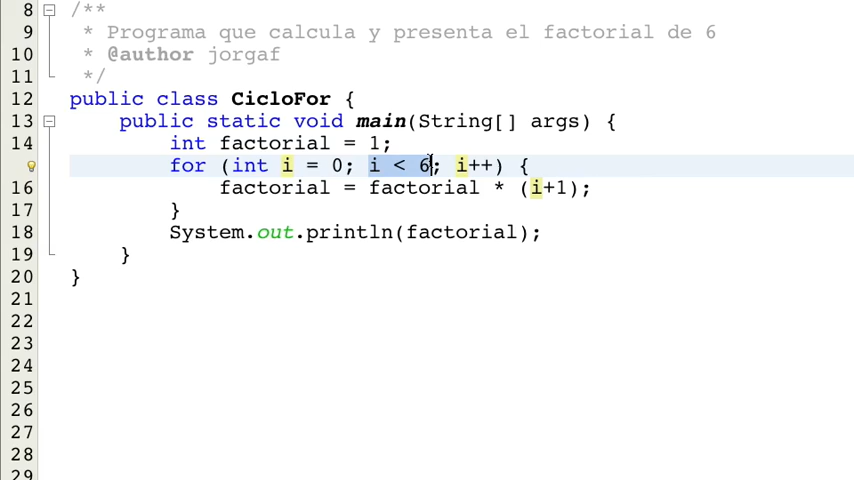 8 /**
9 * Programa que calcula y presenta el factorial de 6
10 * @author jorgaf
11 */
12 public class CicloFor {
13 public static void main(String[] args) {
14 int factorial = 1;
for (int i = 0; i < 6; i++) {
16 factorial = factorial * (i+1);
17 }
18 System.out.println(factorial);
19 }
20 }
21
22
23
24
25
26
27
28
29